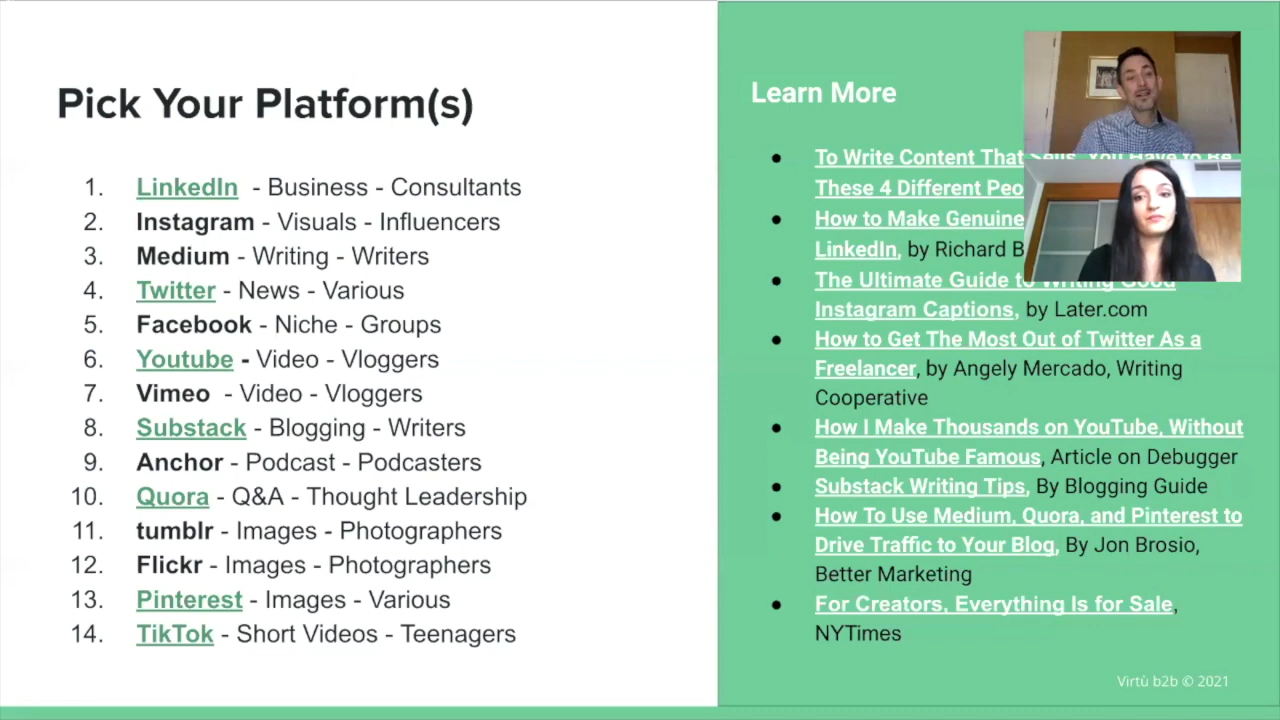 Pick Your Platform(s)
1. LinkedIn - Business - Consultants
2. Instagram - Visuals - Influencers
3. Medium - Writing - Writers
4. Twitter - News - Various
5. Facebook - Niche - Groups
6. Youtube - Video - Vloggers
7. Vimeo - Video - Vloggers
8. Substack - Blogging - Writers
9. Anchor - Podcast - Podcasters
10. Quora - Q&A - Thought Leadership
11. tumblr - Images - Photographers
12. Flickr - Images - Photographers
13. Pinterest - Images - Various
14. TikTok - Short Videos - Teenagers
Learn More
● To Write Content That Sells, You Have to Be
These 4 Different
● How to Make Genuine
LinkedIn, by Richard
● The Ultimate Guide to Writing Good
Instagram Captions, by Later.com
● How to Get The Most Out of Twitter As a
Freelancer, by Angely Mercado, Writing
Cooperative
● How I Make Thousands on YouTube, Without
Being YouTube Famous, Article on Debugger
● Substack Writing Tips, By Blogging Guide
● How To Use Medium, Quora, and Pinterest to
Drive Traffic to Your Blog, By Jon Brosio,
Better Marketing
● For Creators, Everything Is for Sale,
NYTimes
Virtù b2b © 2021